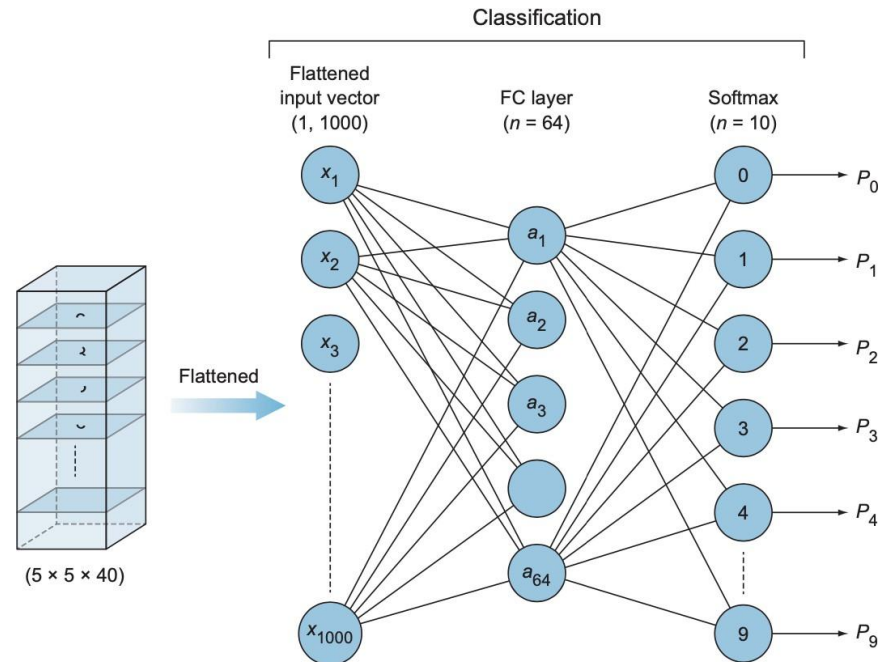 Classification
Flattened
input vector
(1, 1000)
FC layer
(n = 64)
Softmax
(n = 10)
x₁
x₂
x₃
x₁₀₀₀
a₁
a₂
a₃
a₆₄
0
1
2
3
4
9
P₀
P₁
P₂
P₃
P₄
P₉
Flattened
(5 × 5 × 40)